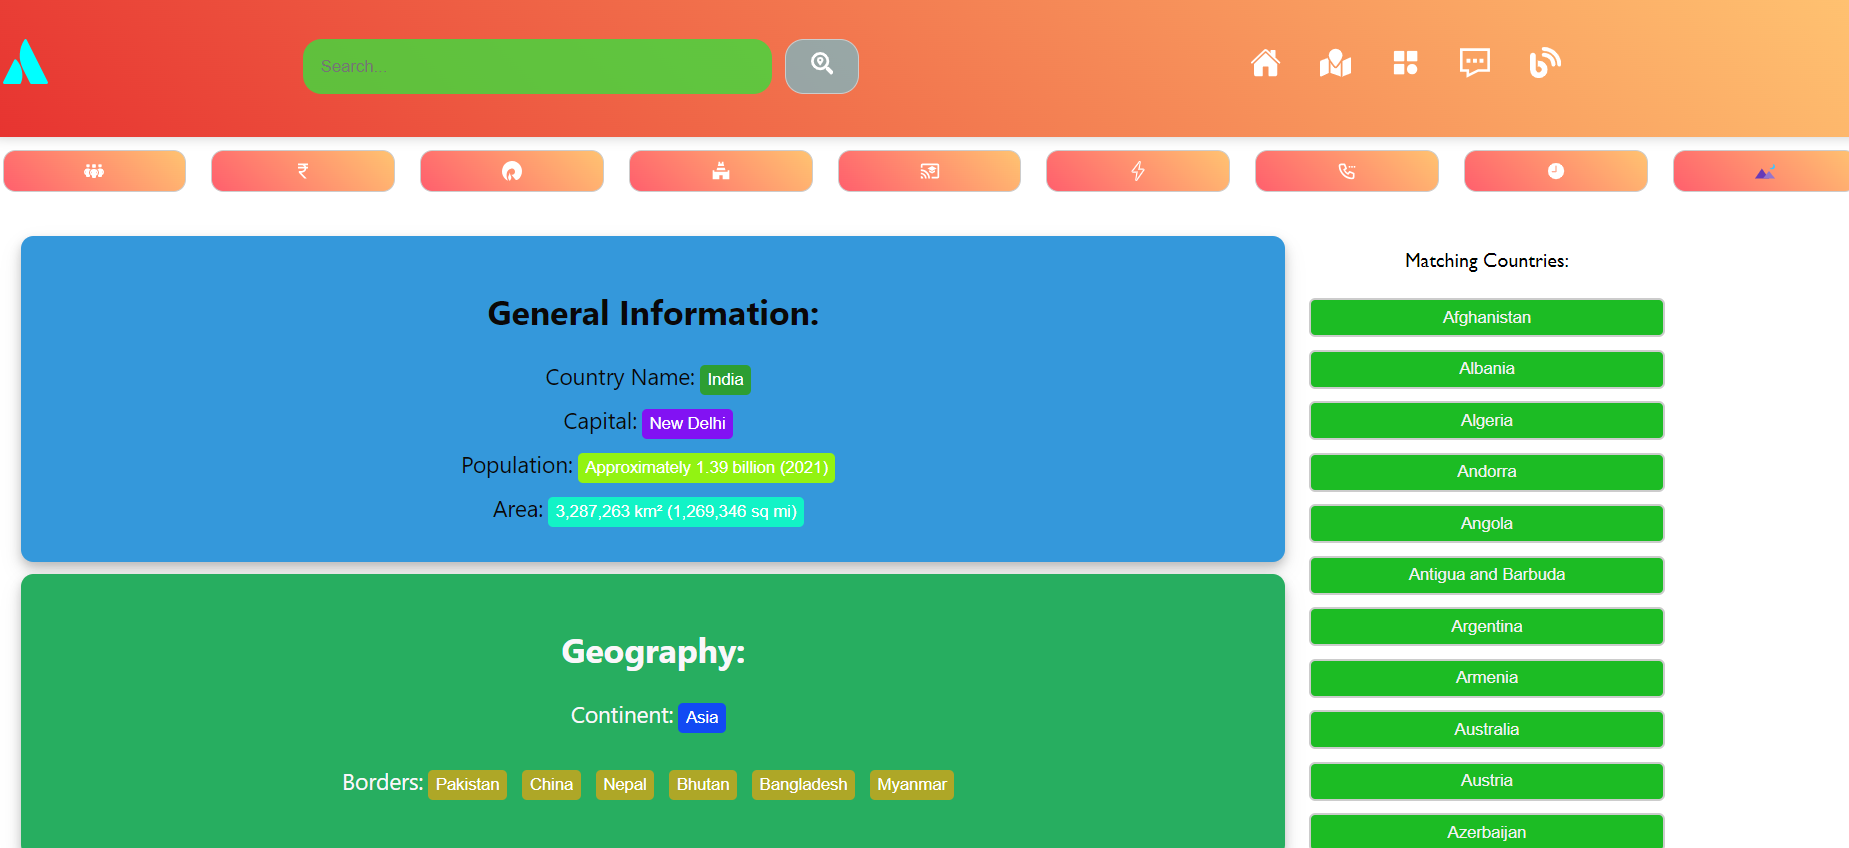 Search...
General Information:
Country Name: India
Capital: New Delhi
Population: Approximately 1.39 billion (2021)
Area: 3,287,263 km² (1,269,346 sq mi)
Geography:
Continent: Asia
Borders: Pakistan China Nepal Bhutan Bangladesh Myanmar
Matching Countries:
Afghanistan
Albania
Algeria
Andorra
Angola
Antigua and Barbuda
Argentina
Armenia
Australia
Austria
Azerbaijan